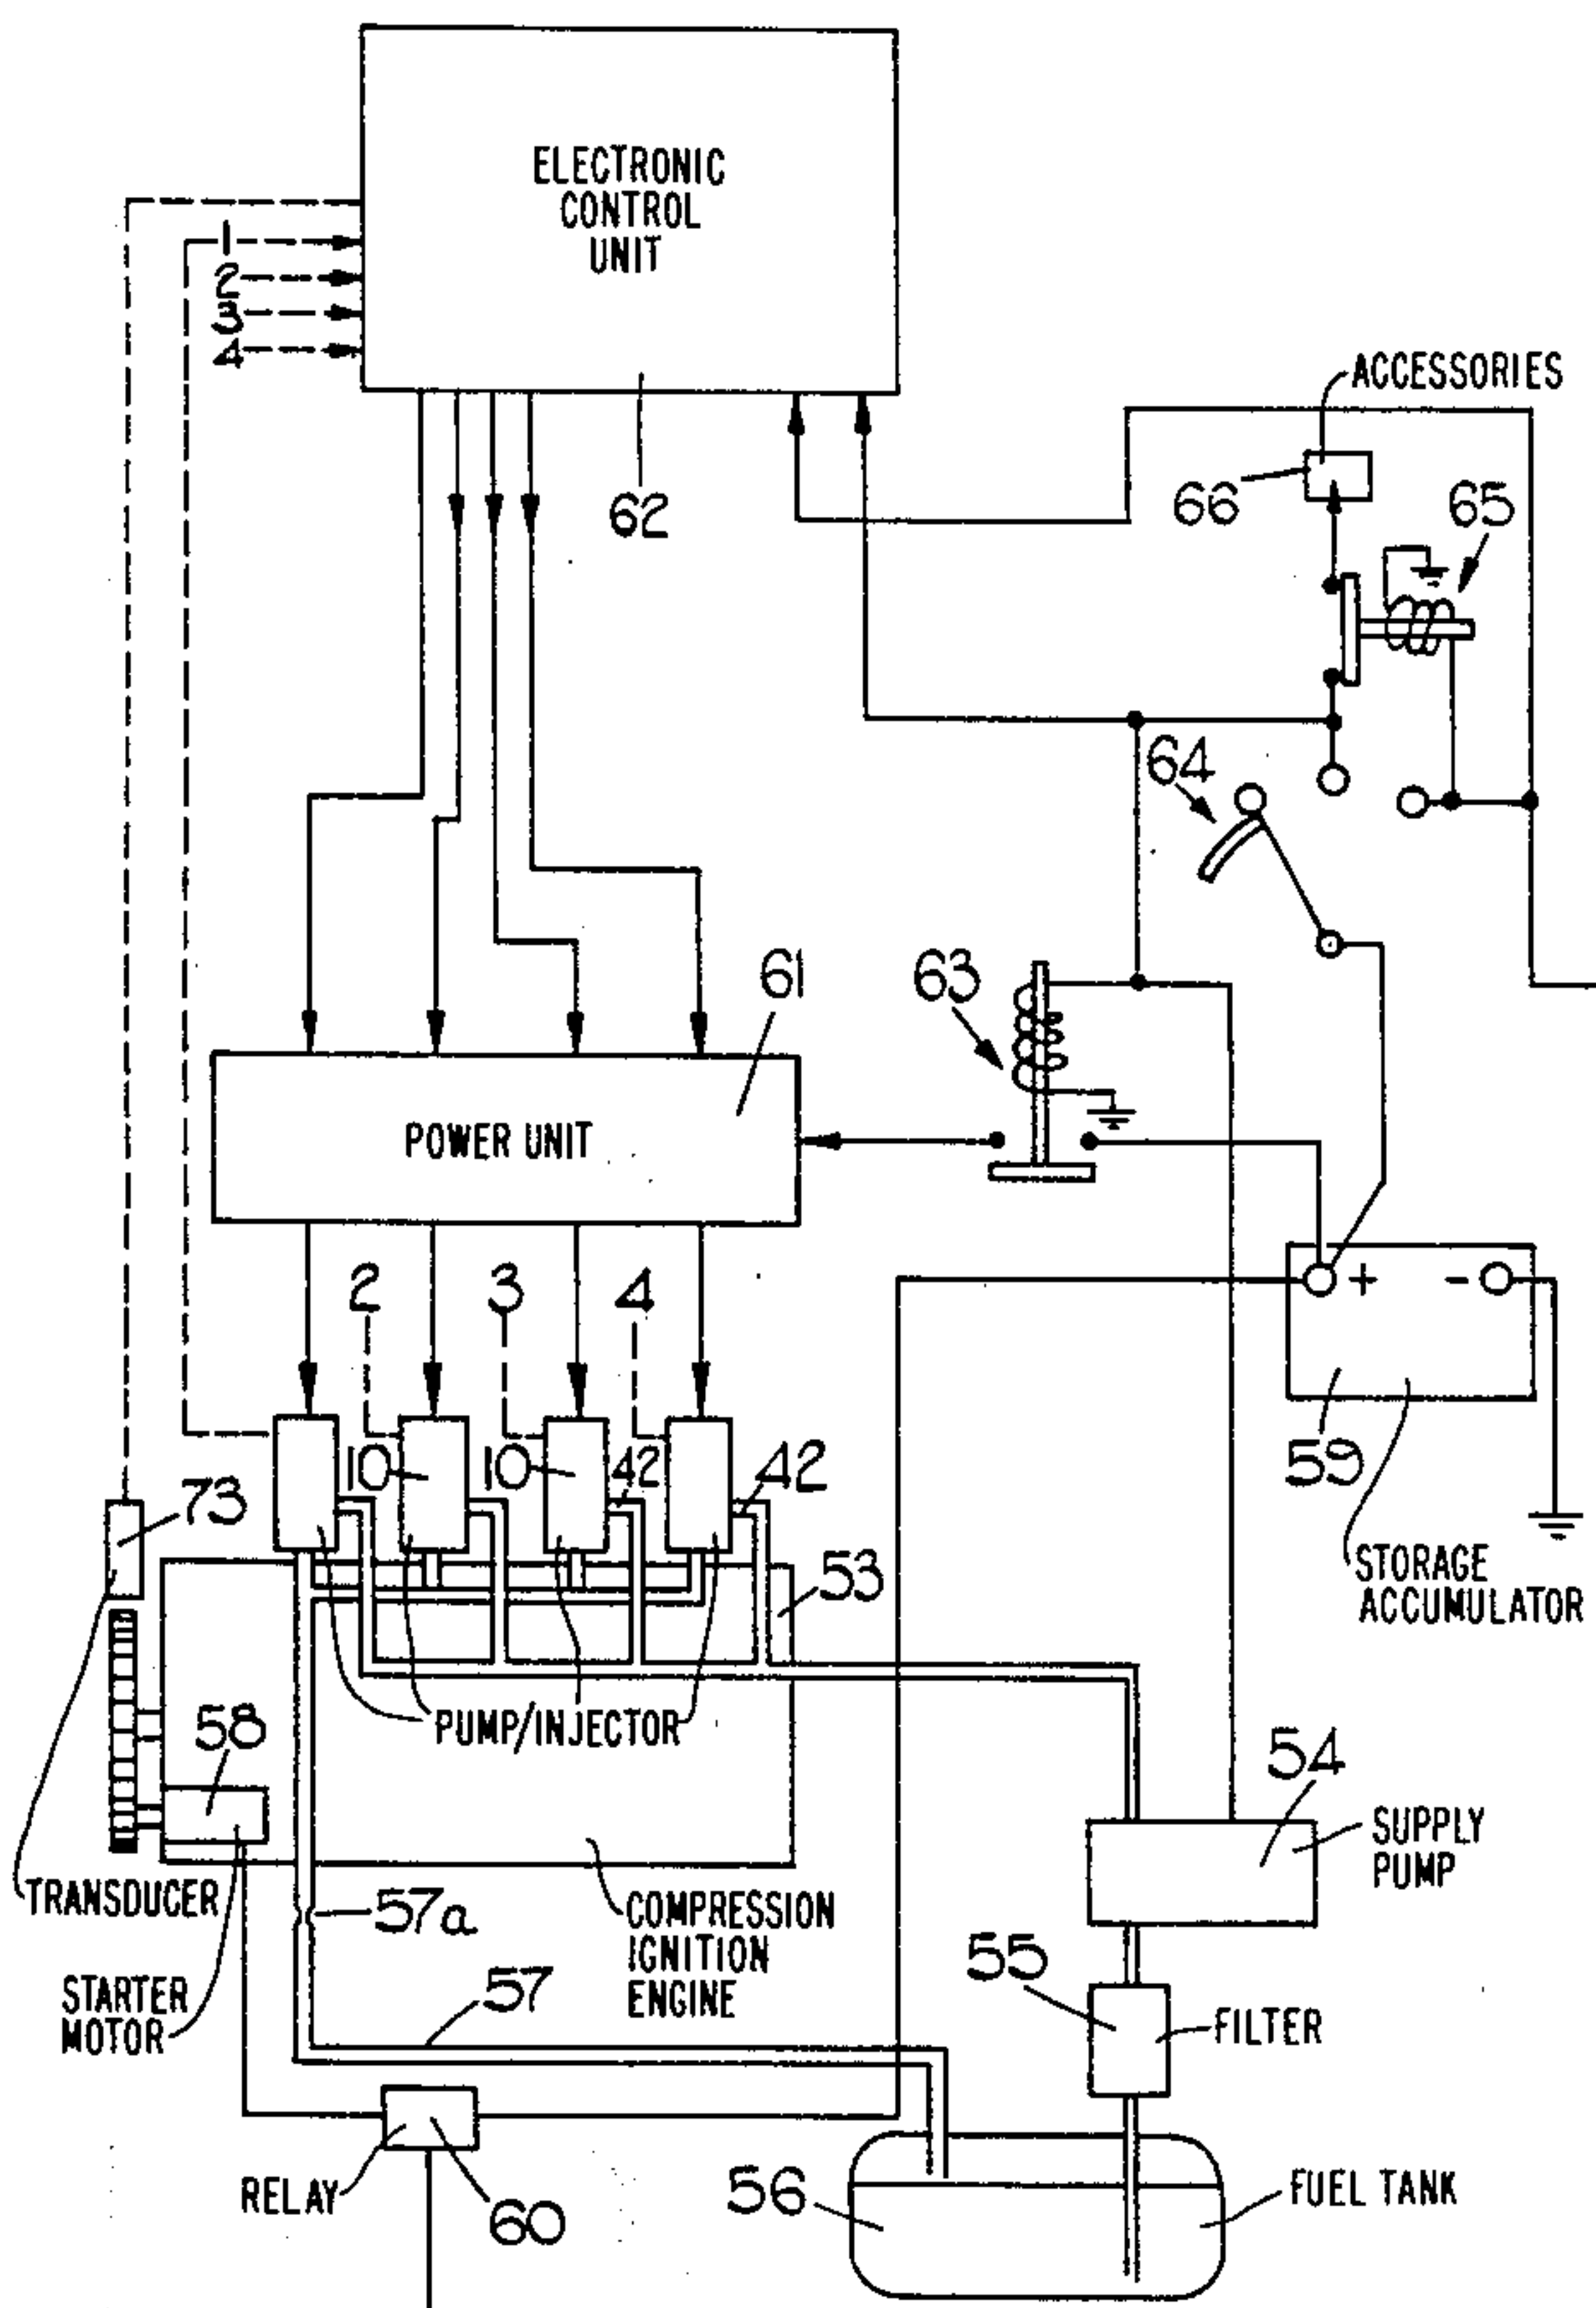 ELECTRONIC
CONTROL
UNIT
1
2
3
4
62
ACCESSORIES
66
65
64
63
61
POWER UNIT
2
3
4
+ -
10
10
42
42
59
73
STORAGE
ACCUMULATOR
53
58
PUMP/INJECTOR
54
SUPPLY
PUMP
TRANSDUCER
57a
COMPRESSION
IGNITION
ENGINE
55
STARTER
MOTOR
57
FILTER
RELAY
60
56
FUEL TANK